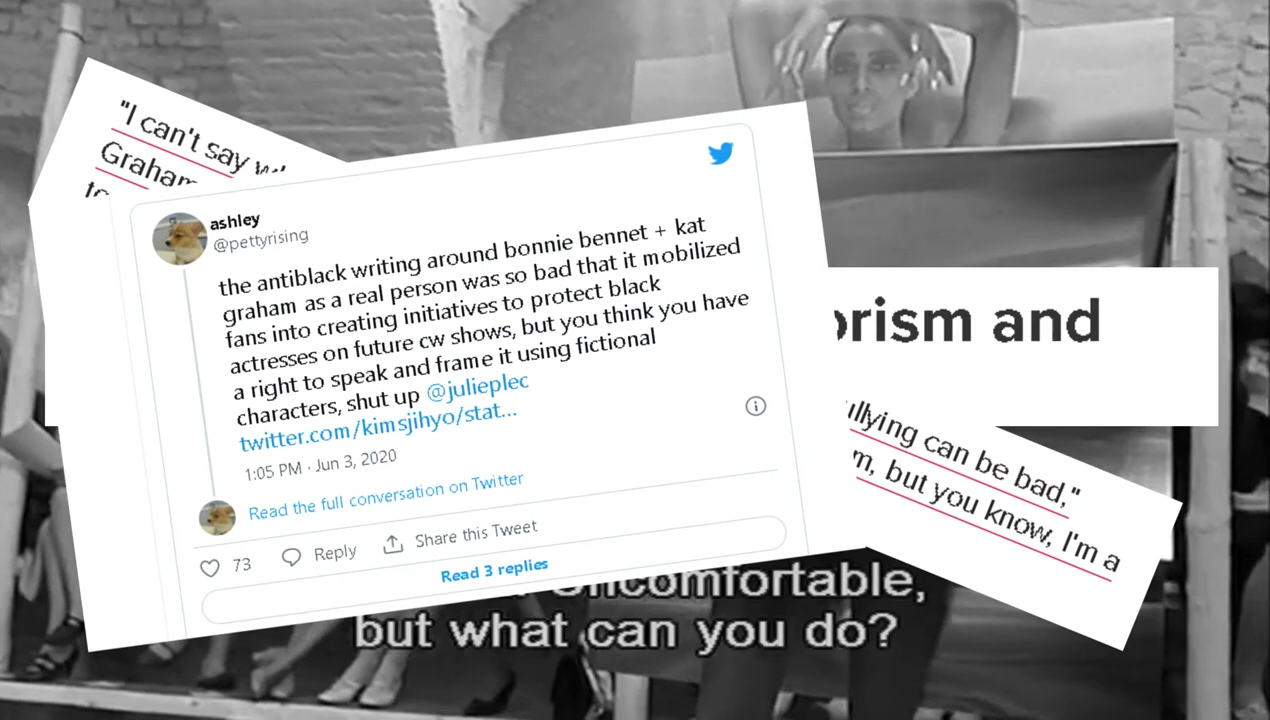 "I can't say
Graham
to
ashley
@pettyrising
the antiblack writing around bonnie bennet + kat
graham as a real person was so bad that it mobilized
fans into creating initiatives to protect black
actresses on future cw shows, but you think you have
a right to speak and frame it using fictional
characters, shut up @julieplec
twitter.com/kimsjihyo/stat...
1:05 PM · Jun 3, 2020
Read the full conversation on Twitter
73 Reply Share this Tweet
Read 3 replies
orism and
ullying can be bad,"
m, but you know, I'm a
uncomfortable,
but what can you do?